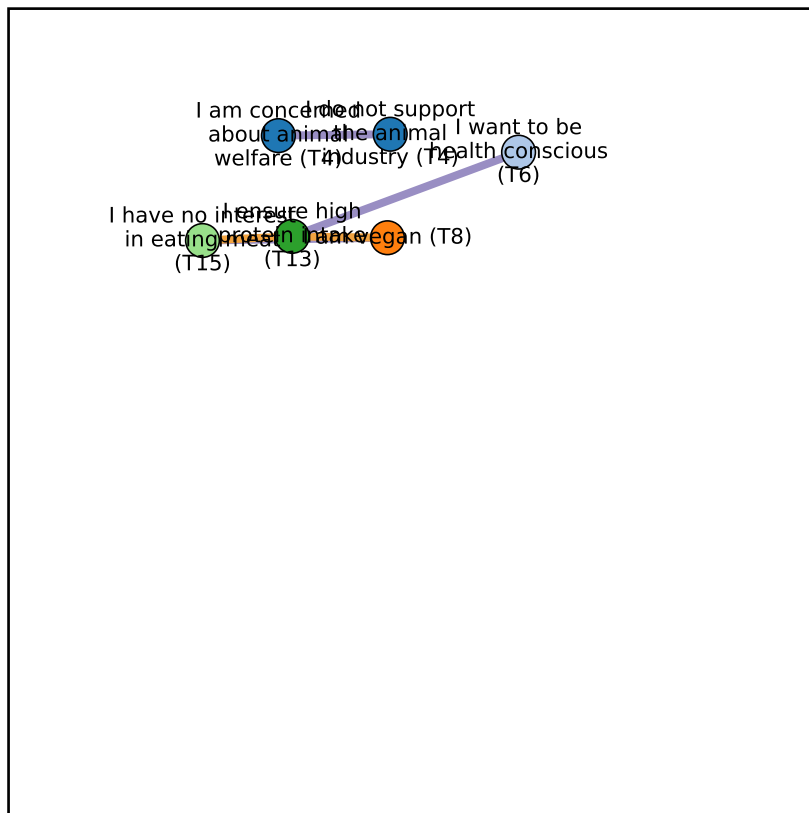 I am concerned
about animal
welfare (T4)
I do not support
the animal
industry (T4)
I want to be
health conscious
(T6)
I have no interest
in eating meat
(T15)
I ensure high
protein intake
(T13)
I am vegan (T8)